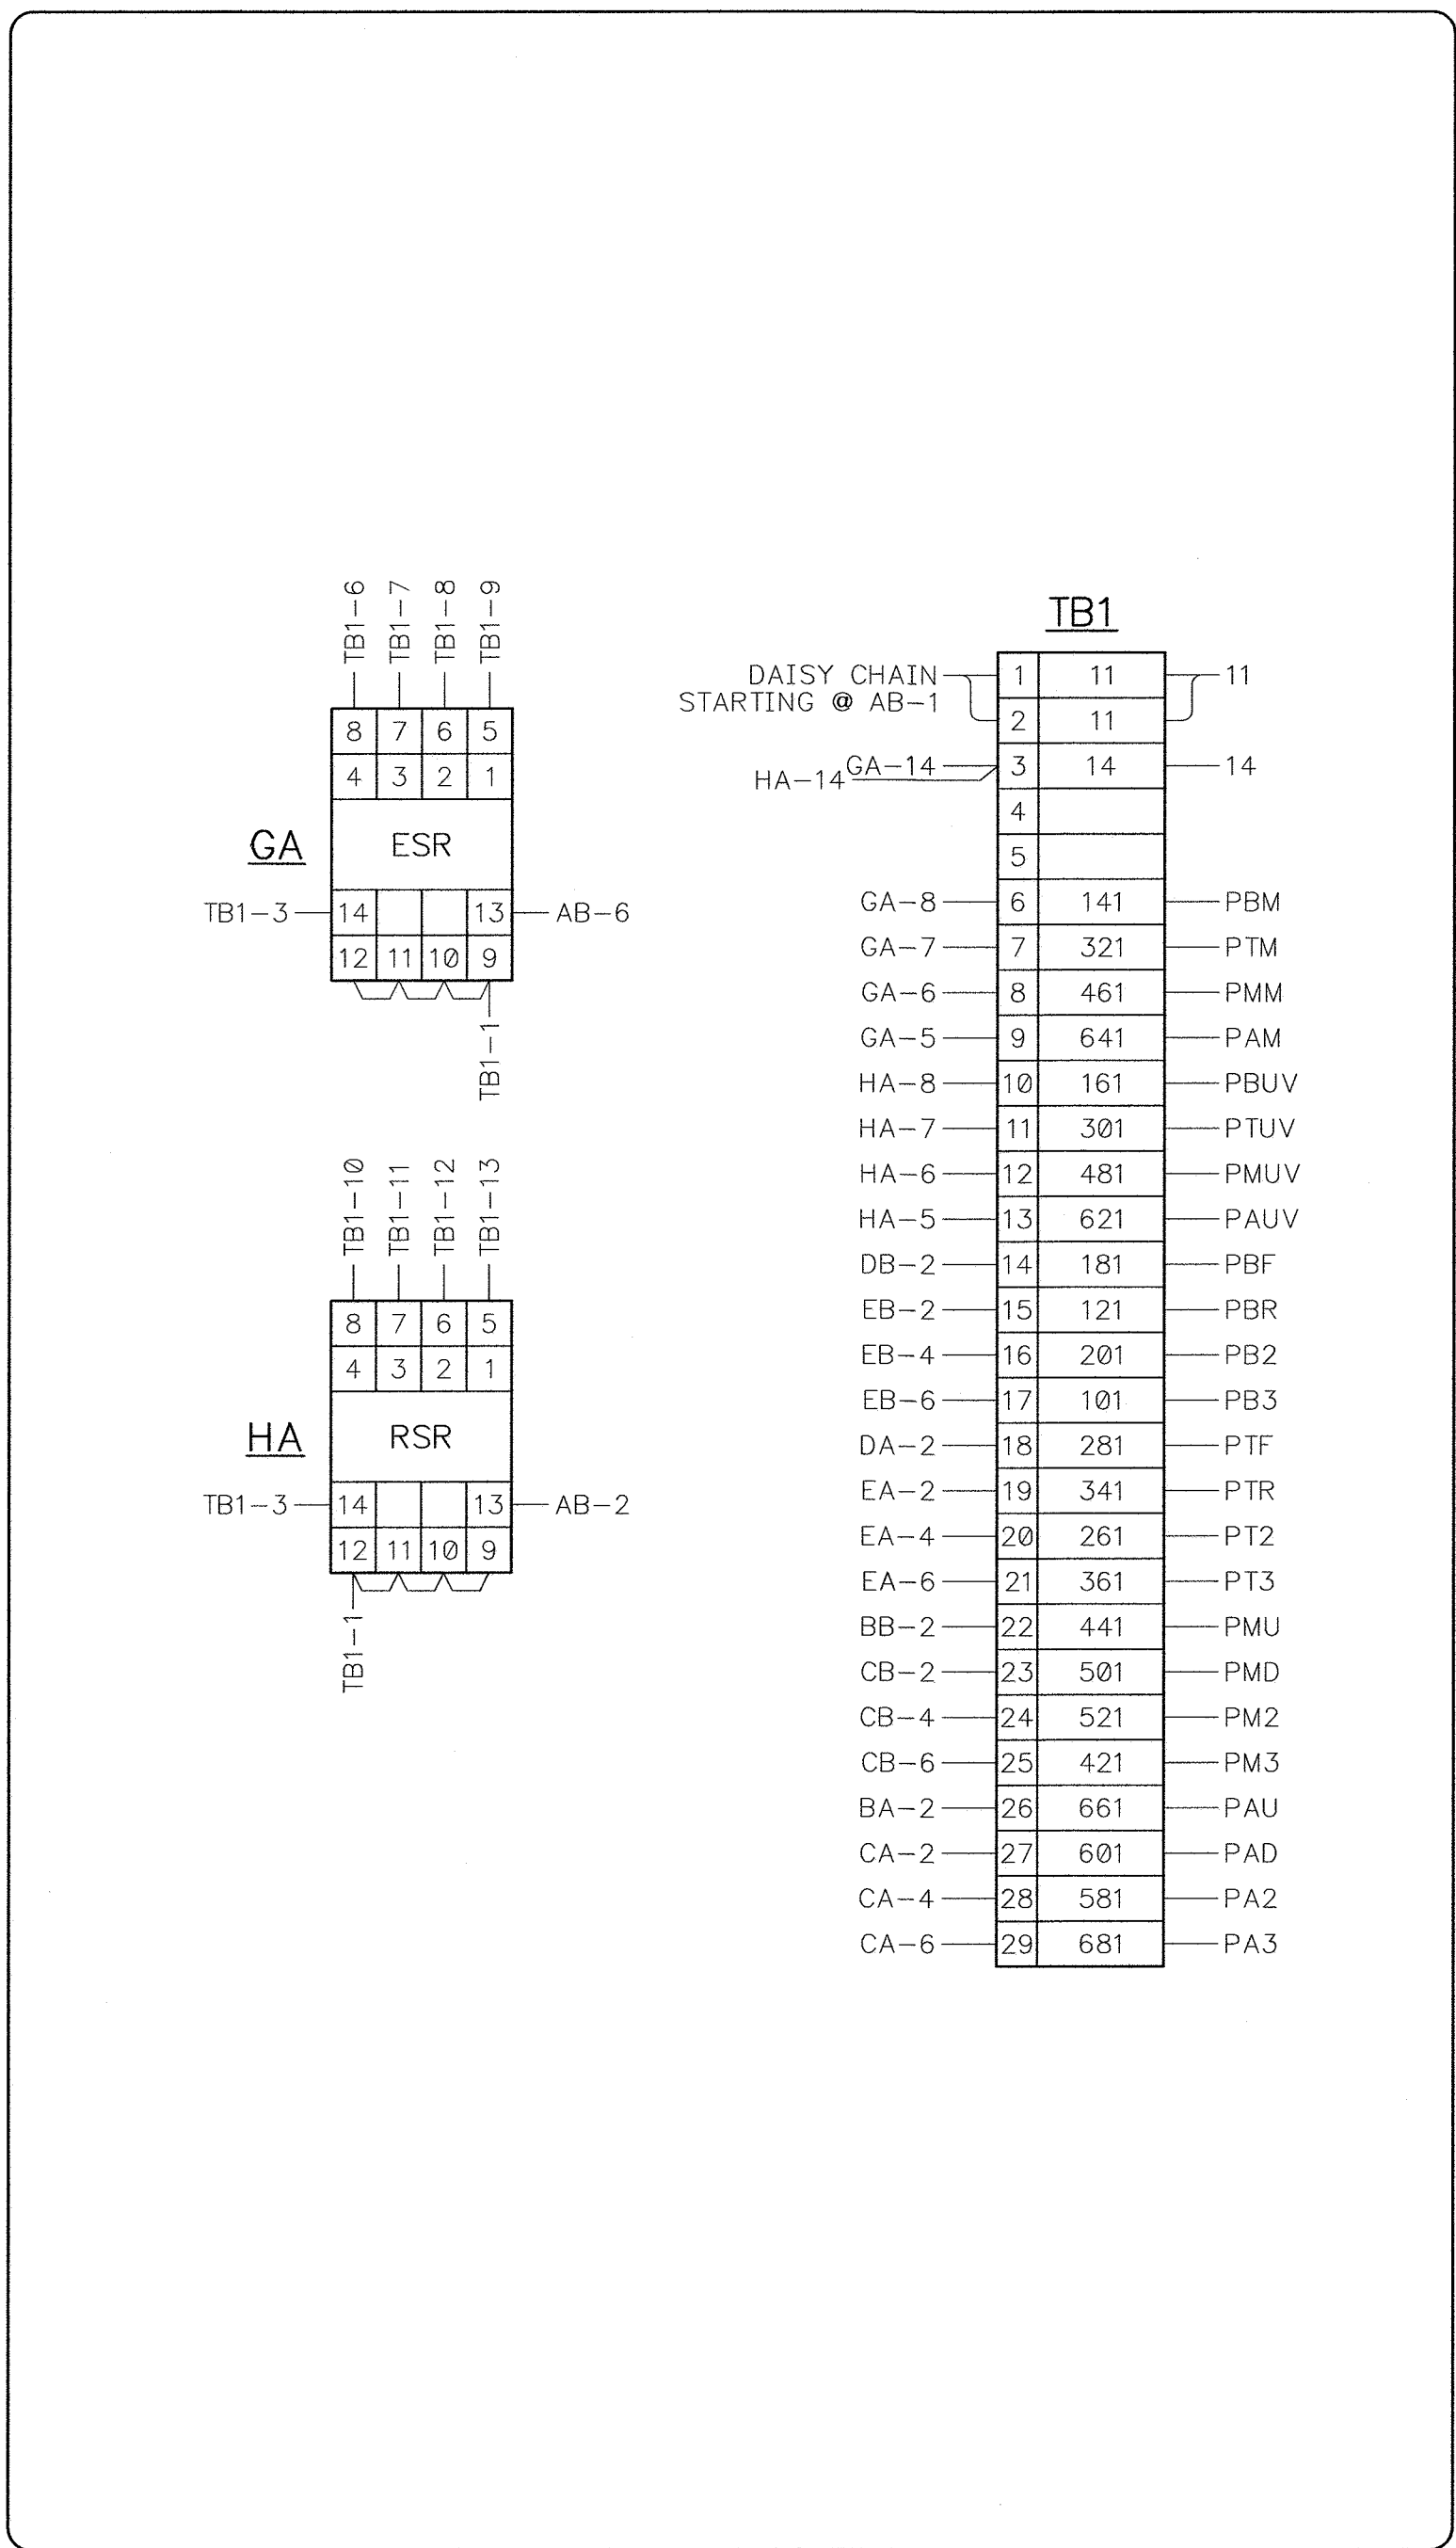 TB1-6
TB1-7
TB1-8
TB1-9
8 7 6 5
4 3 2 1
GA
ESR
TB1-3 14 13 AB-6
12 11 10 9
TB1-1
TB1-10
TB1-11
TB1-12
TB1-13
8 7 6 5
4 3 2 1
HA
RSR
TB1-3 14 13 AB-2
12 11 10 9
TB1-1
TB1
DAISY CHAIN 1 11 11
STARTING @ AB-1 2 11
HA-14 GA-14 3 14 14
4
5
GA-8 6 141 PBM
GA-7 7 321 PTM
GA-6 8 461 PMM
GA-5 9 641 PAM
HA-8 10 161 PBUV
HA-7 11 301 PTUV
HA-6 12 481 PMUV
HA-5 13 621 PAUV
DB-2 14 181 PBF
EB-2 15 121 PBR
EB-4 16 201 PB2
EB-6 17 101 PB3
DA-2 18 281 PTF
EA-2 19 341 PTR
EA-4 20 261 PT2
EA-6 21 361 PT3
BB-2 22 441 PMU
CB-2 23 501 PMD
CB-4 24 521 PM2
CB-6 25 421 PM3
BA-2 26 661 PAU
CA-2 27 601 PAD
CA-4 28 581 PA2
CA-6 29 681 PA3